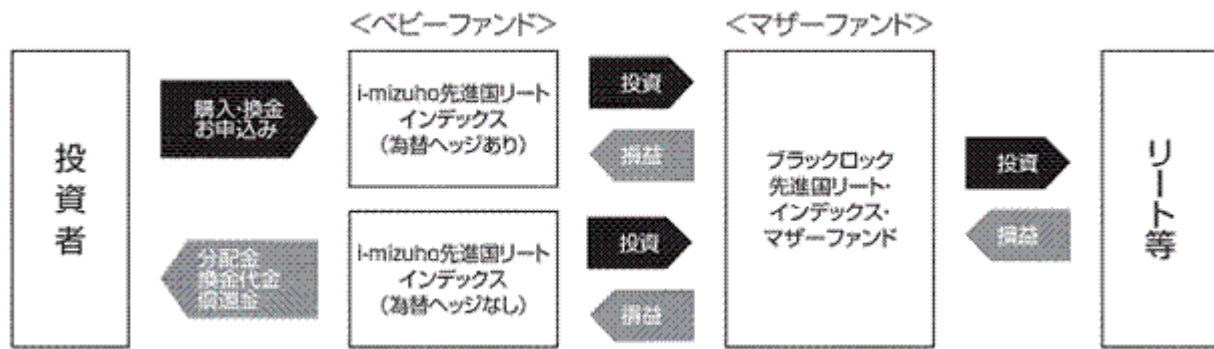 <ベビーファンド>
<マザーファンド>
投資者
購入・換金
お申込み
分配金
換金代金
償還金
i-mizuho先進国リート
インデックス
(為替ヘッジあり)
i-mizuho先進国リート
インデックス
(為替ヘッジなし)
投資
損益
投資
損益
ブラックロック
先進国リート・
インデックス・
マザーファンド
投資
損益
リート等